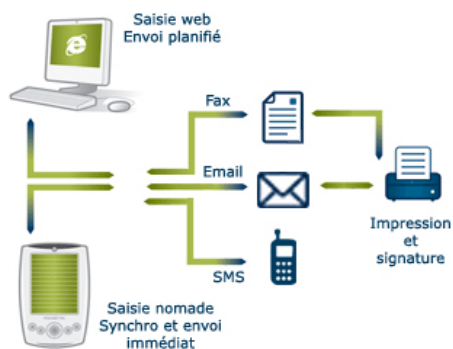 Saisie web
Envoi planifié
Fax
Email
SMS
Impression
et
signature
Saisie nomade
Synchro et envoi
immédiat